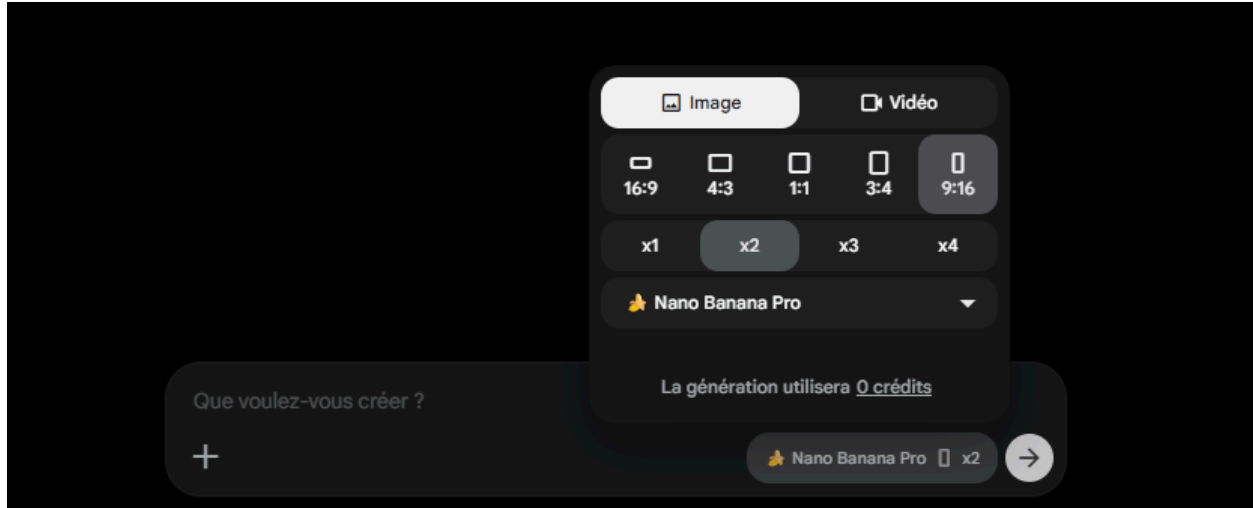 Image
Vidéo
16:9 4:3 1:1 3:4 9:16
x1 x2 x3 x4
🍌 Nano Banana Pro
La génération utilisera 0 crédits
Que voulez-vous créer ?
🍌 Nano Banana Pro x2